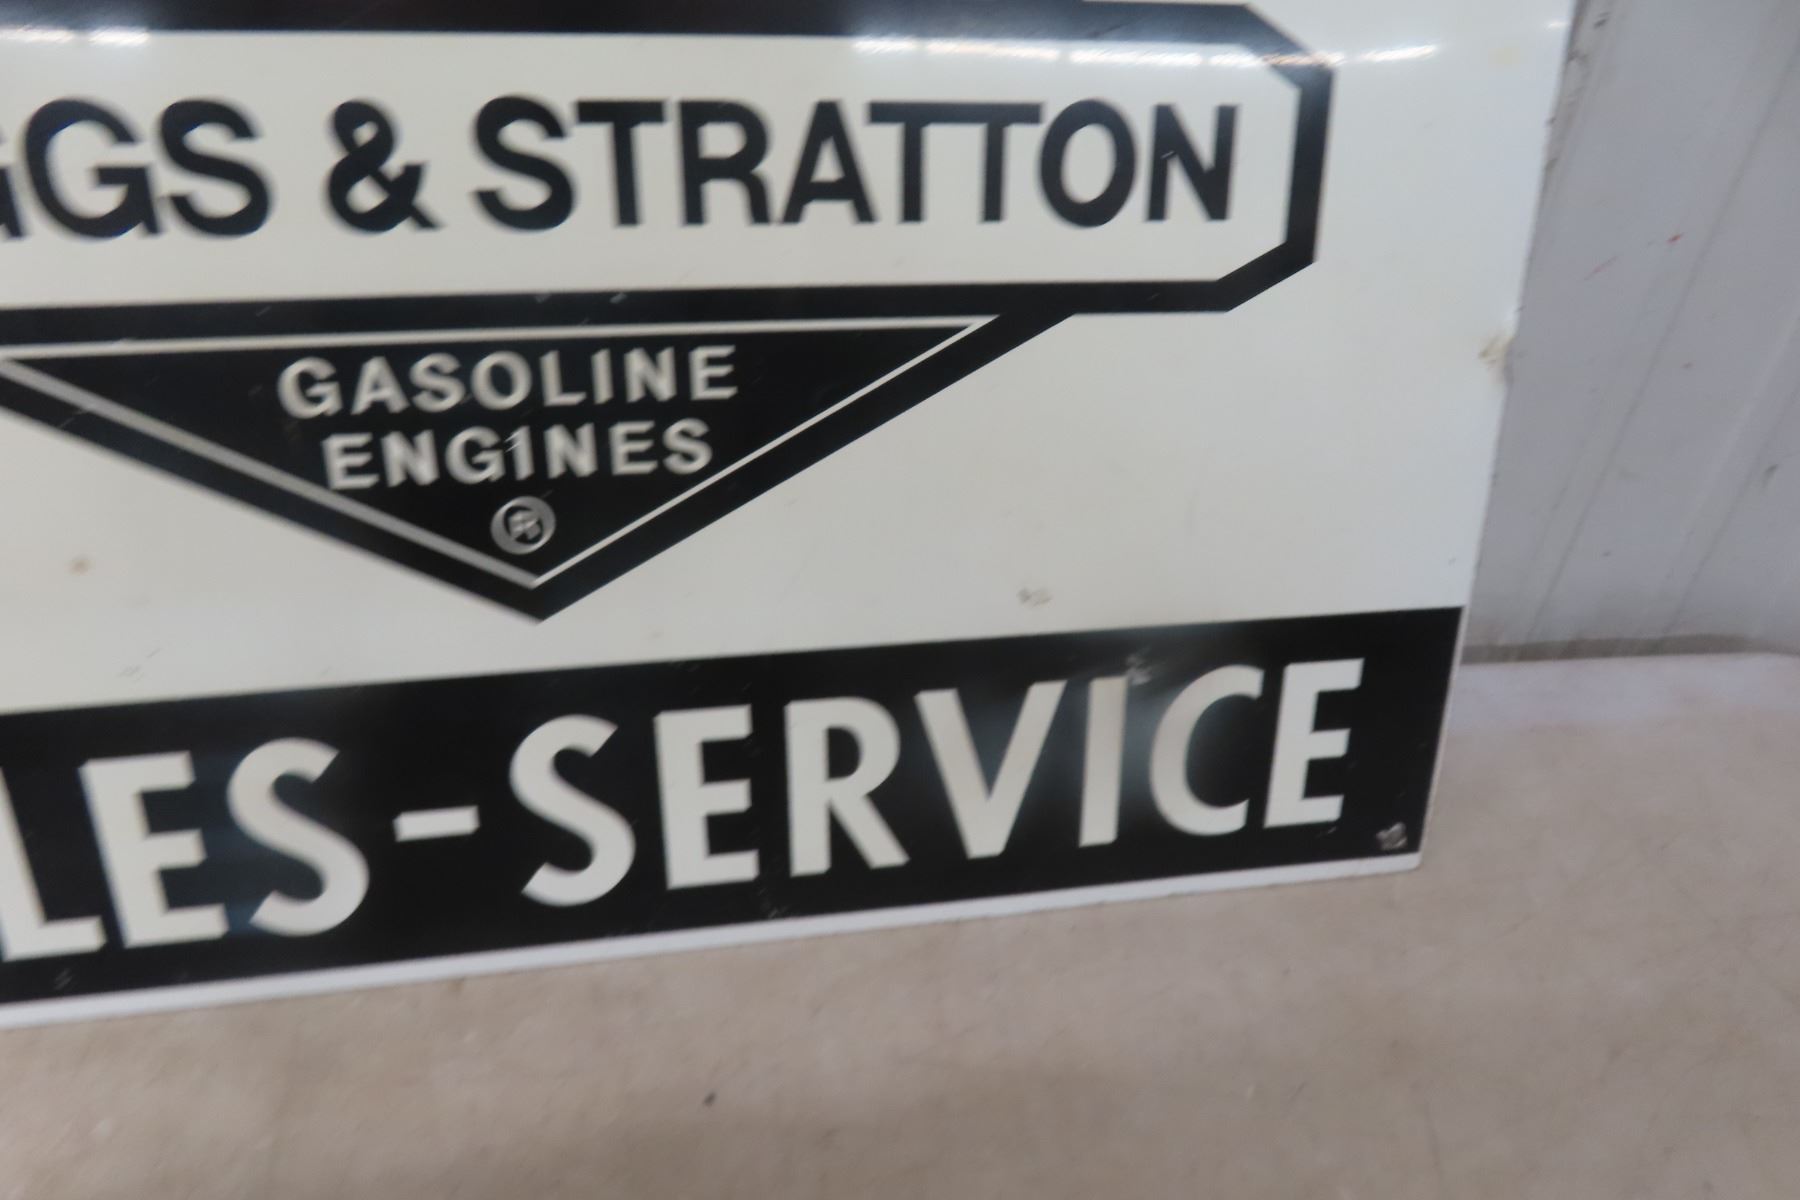 GGS & STRATTON
GASOLINE
ENGINES
®
LES-SERVICE